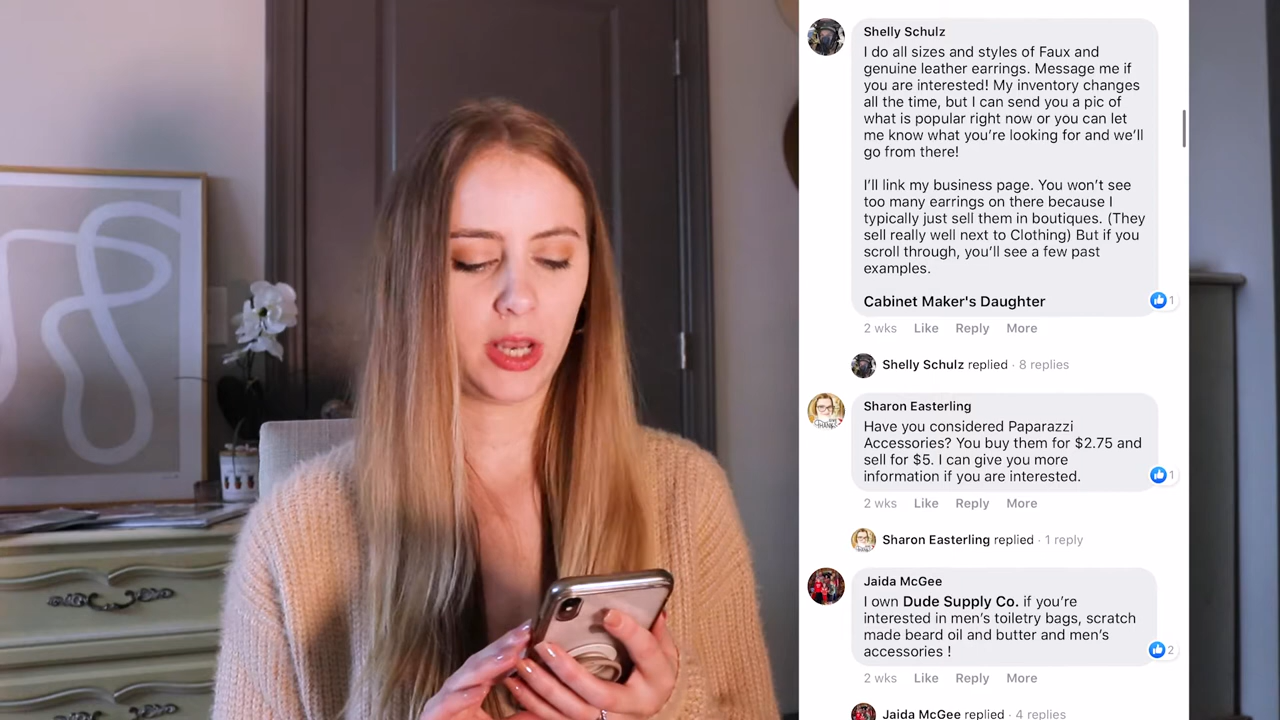 Shelly Schulz
I do all sizes and styles of Faux and
genuine leather earrings. Message me if
you are interested! My inventory changes
all the time, but I can send you a pic of
what is popular right now or you can let
me know what you're looking for and we'll
go from there!
I'll link my business page. You won't see
too many earrings on there because I
typically just sell them in boutiques. (They
sell really well next to Clothing) But if you
scroll through, you'll see a few past
examples.
Cabinet Maker's Daughter
1
2 wks Like Reply More
Shelly Schulz replied · 8 replies
Sharon Easterling
Have you considered Paparazzi
Accessories? You buy them for $2.75 and
sell for $5. I can give you more
information if you are interested.
1
2 wks Like Reply More
Sharon Easterling replied · 1 reply
Jaida McGee
I own Dude Supply Co. if you're
interested in men's toiletry bags, scratch
made beard oil and butter and men's
accessories !
2
2 wks Like Reply More
Jaida McGee replied · 4 replies